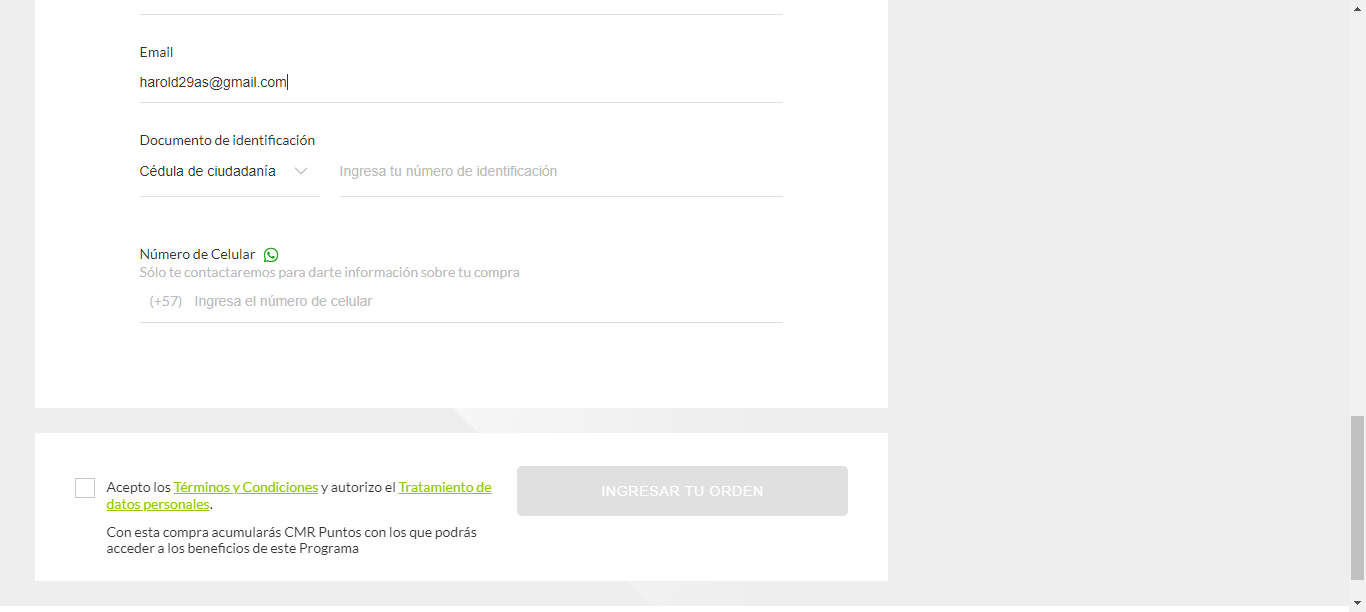 Email
harold29as@gmail.com
Documento de identificación
Cédula de ciudadanía Ingresa tu número de identificación
Número de Celular
Sólo te contactaremos para darte información sobre tu compra
(+57) Ingresa el número de celular
Acepto los Términos y Condiciones y autorizo el Tratamiento de
datos personales.
INGRESAR TU ORDEN
Con esta compra acumularás CMR Puntos con los que podrás
acceder a los beneficios de este Programa